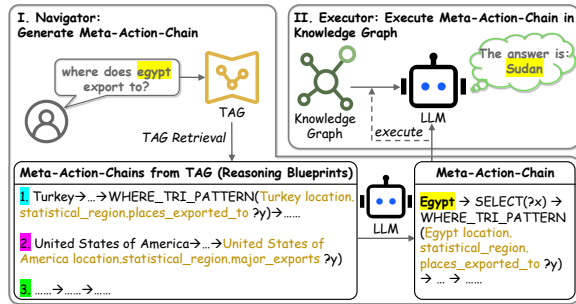 I. Navigator:
Generate Meta-Action-Chain
where does egypt
export to?
TAG
TAG Retrieval
II. Executor: Execute Meta-Action-Chain in
Knowledge Graph
The answer is:
Sudan
Knowledge
Graph
LLM
execute
Meta-Action-Chains from TAG (Reasoning Blueprints)
1. Turkey→…→WHERE_TRI_PATTERN(Turkey location.
statistical_region.places_exported_to ?y)→……
2. United States of America→…→United States of
America location.statistical_region.major_exports ?y)
3. ……→……→……
LLM
Meta-Action-Chain
Egypt → SELECT(?x) →
WHERE_TRI_PATTERN
(Egypt location.
statistical_region.
places_exported_to ?y)
→ … → ……